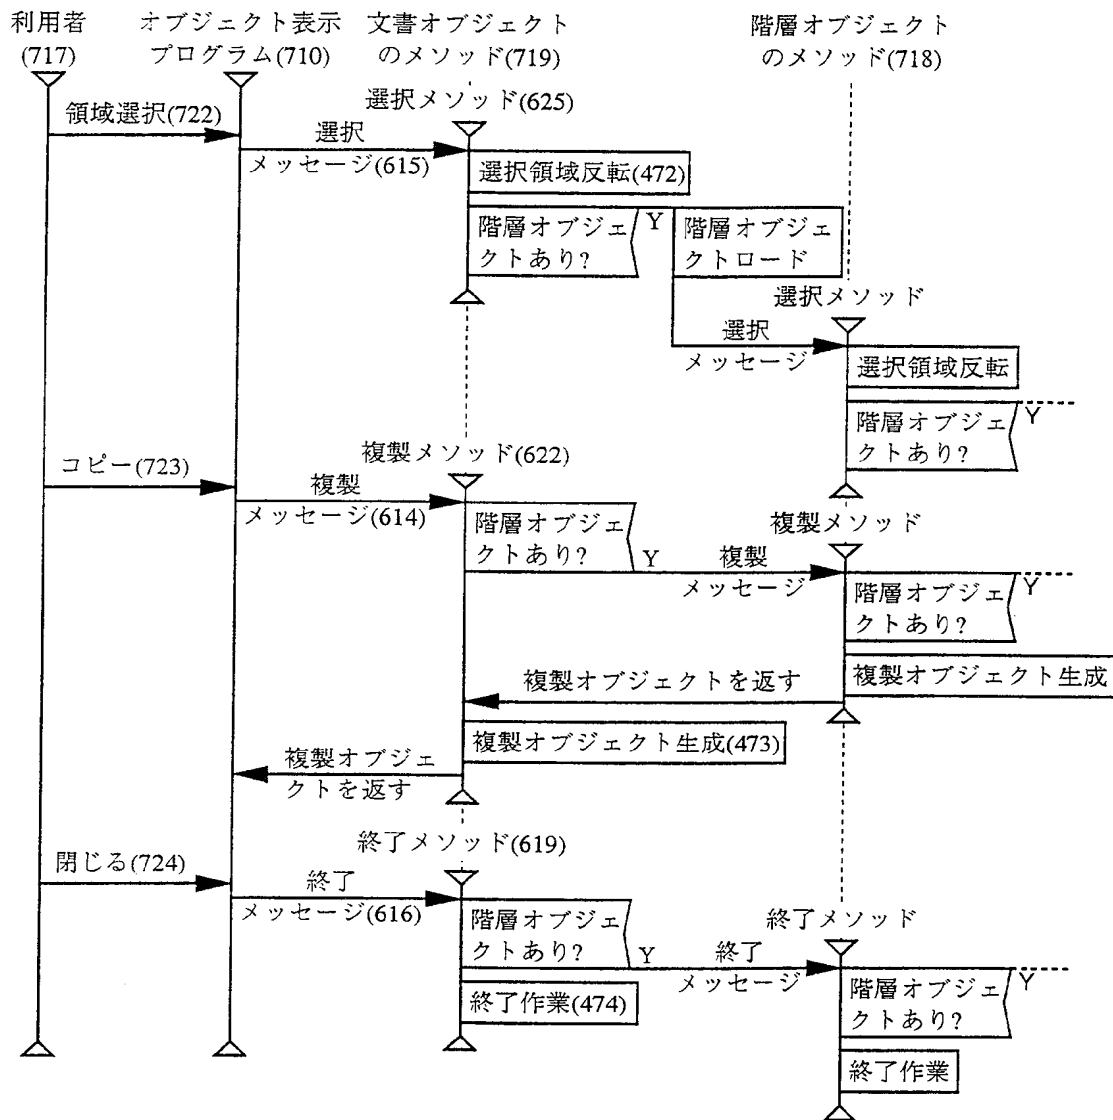 利用者
(717)
オブジェクト表示
プログラム(710)
文書オブジェクト
のメソッド(719)
階層オブジェクト
のメソッド(718)
選択メソッド(625)
領域選択(722)
選択
メッセージ(615)
選択領域反転(472)
階層オブジェ
クトあり?
Y
階層オブジェ
クトロード
選択メソッド
選択
メッセージ
選択領域反転
階層オブジェ
クトあり?
Y
複製メソッド(622)
コピー(723)
複製
メッセージ(614)
階層オブジェ
クトあり?
Y
複製
メッセージ
複製メソッド
階層オブジェ
クトあり?
Y
複製オブジェクト生成
複製オブジェクトを返す
複製オブジェクト生成(473)
複製オブジェ
クトを返す
終了メソッド(619)
閉じる(724)
終了
メッセージ(616)
階層オブジェ
クトあり?
Y
終了
メッセージ
終了メソッド
階層オブジェ
クトあり?
Y
終了作業(474)
終了作業